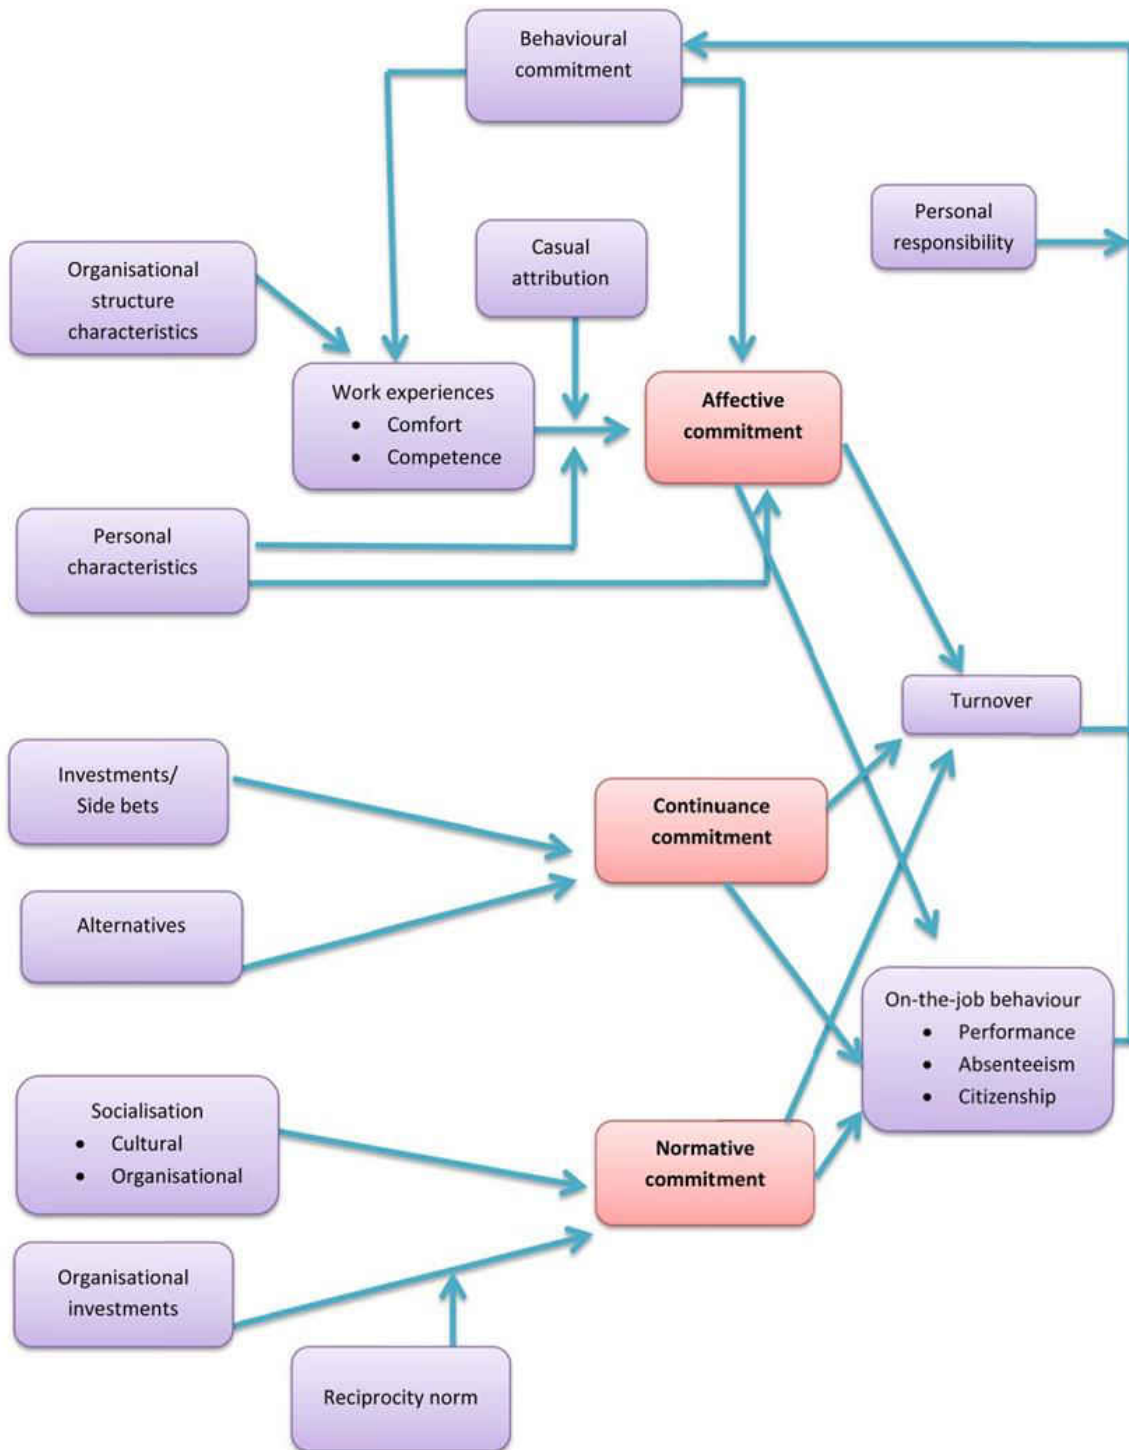 Behavioural
commitment
Personal
responsibility
Casual
attribution
Organisational
structure
characteristics
Work experiences
• Comfort
• Competence
Affective
commitment
Personal
characteristics
Turnover
Investments/
Side bets
Continuance
commitment
Alternatives
On-the-job behaviour
• Performance
• Absenteeism
• Citizenship
Socialisation
• Cultural
• Organisational
Normative
commitment
Organisational
investments
Reciprocity norm